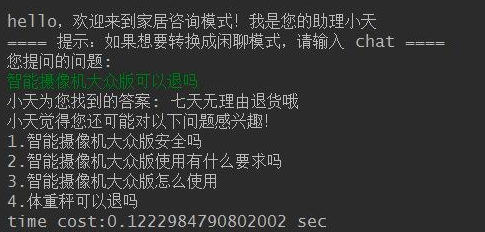 hello，欢迎来到家居咨询模式！我是您的助理小天
==== 提示：如果想要转换成闲聊模式，请输入 chat ====
您提问的问题：
智能摄像机大众版可以退吗
小天为您找到的答案：七天无理由退货哦
小天觉得您还可能对以下问题感兴趣！
1.智能摄像机大众版安全吗
2.智能摄像机大众版使用有什么要求吗
3.智能摄像机大众版怎么使用
4.体重秤可以退吗
time cost:0.1222984790802002 sec